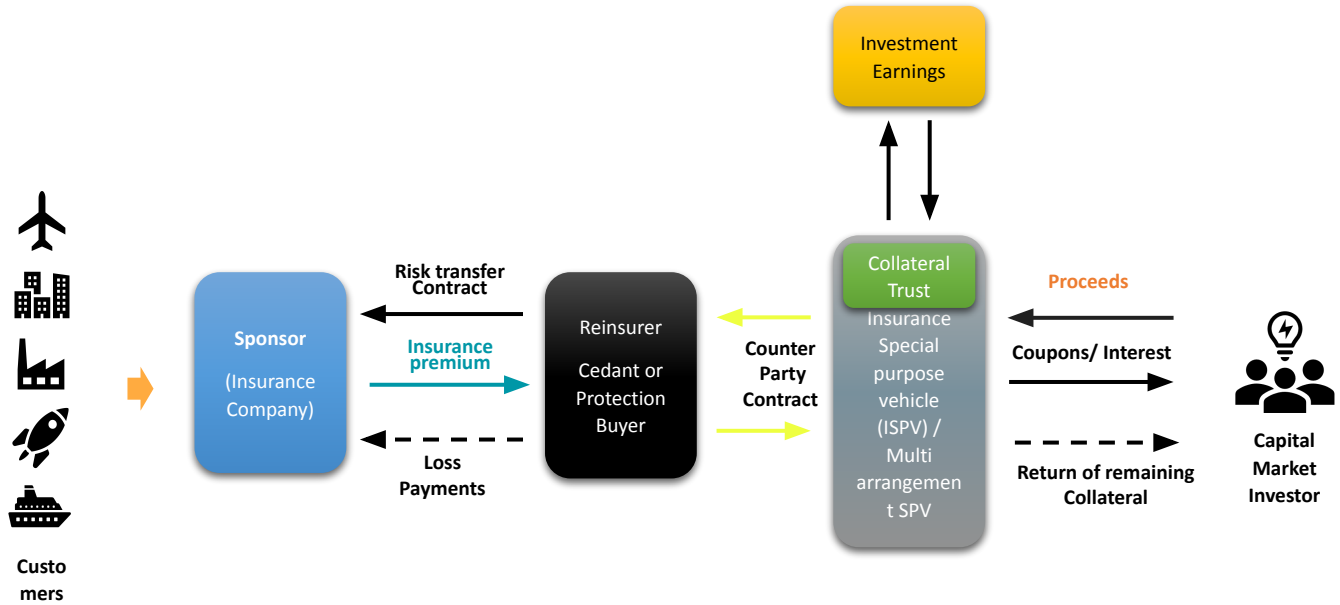 Investment
Earnings
Collateral
Trust
Insurance
Special
purpose
vehicle
(ISPV) /
Multi
arrangemen
t SPV
Risk transfer
Contract
Insurance
premium
Loss
Payments
Sponsor
(Insurance
Company)
Reinsurer
Cedant or
Protection
Buyer
Counter
Party
Contract
Proceeds
Coupons/ Interest
Return of remaining
Collateral
Capital
Market
Investor
Custo
mers